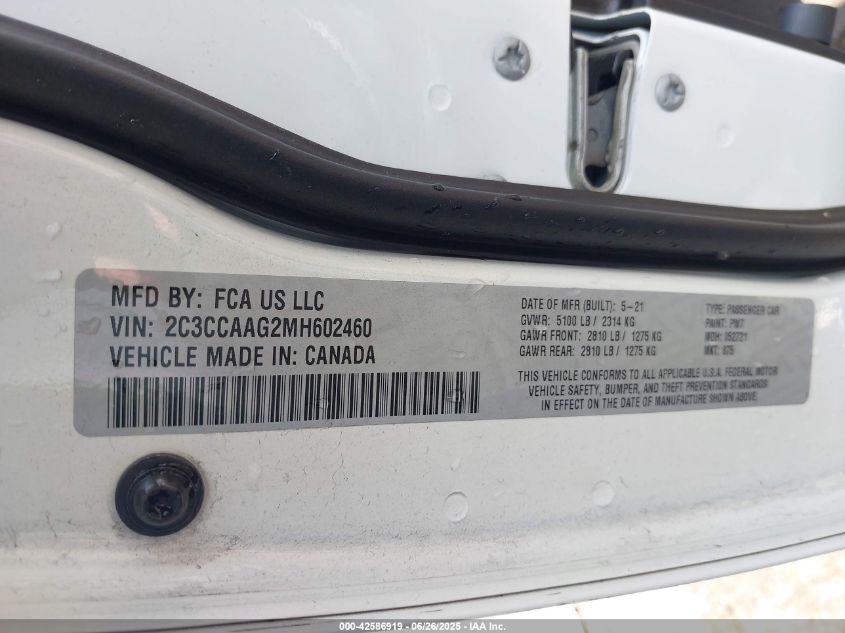 MFD BY: FCA US LLC
VIN: 2C3CCAAG2MH602460
VEHICLE MADE IN: CANADA
DATE OF MFR (BUILT): 5-21
GVWR: 5100 LB / 2314 KG
GAWR FRONT: 2810 LB / 1275 KG
GAWR REAR: 2810 LB / 1275 KG
TYPE: PASSENGER CAR
PAINT: PW7
MDH: 052721
MKT: 875
THIS VEHICLE CONFORMS TO ALL APPLICABLE U.S.A. FEDERAL MOTOR
VEHICLE SAFETY, BUMPER, AND THEFT PREVENTION STANDARDS
IN EFFECT ON THE DATE OF MANUFACTURE SHOWN ABOVE.
000-42586919 - 06/26/2025 - IAA Inc.